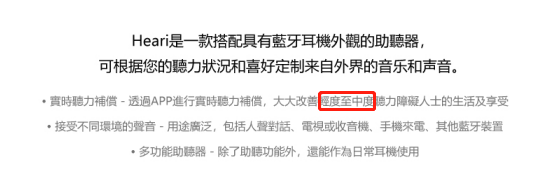 Heari是一款搭配具有藍牙耳機外觀的助聽器，
可根据您的聽力狀況和喜好定制来自外界的音乐和声音。
• 實時聽力補償 - 透過APP進行實時聽力補償，大大改善輕度至中度聽力障礙人士的生活及享受
• 接受不同環境的聲音 - 用途廣泛，包括人聲對話、電視或收音機、手機來電、其他藍牙裝置
• 多功能助聽器 - 除了助聽功能外，還能作為日常耳機使用